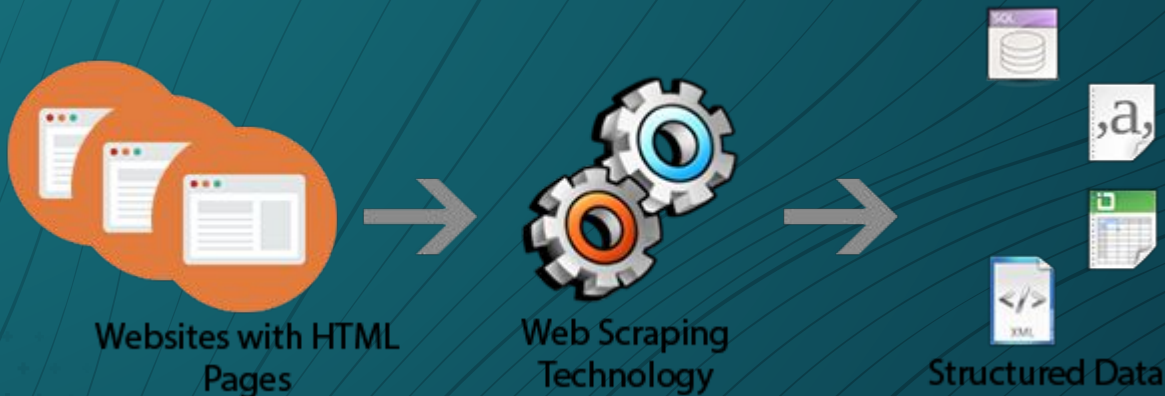 SQL
,a,
</>
XML
Websites with HTML
Pages
Web Scraping
Technology
Structured Data